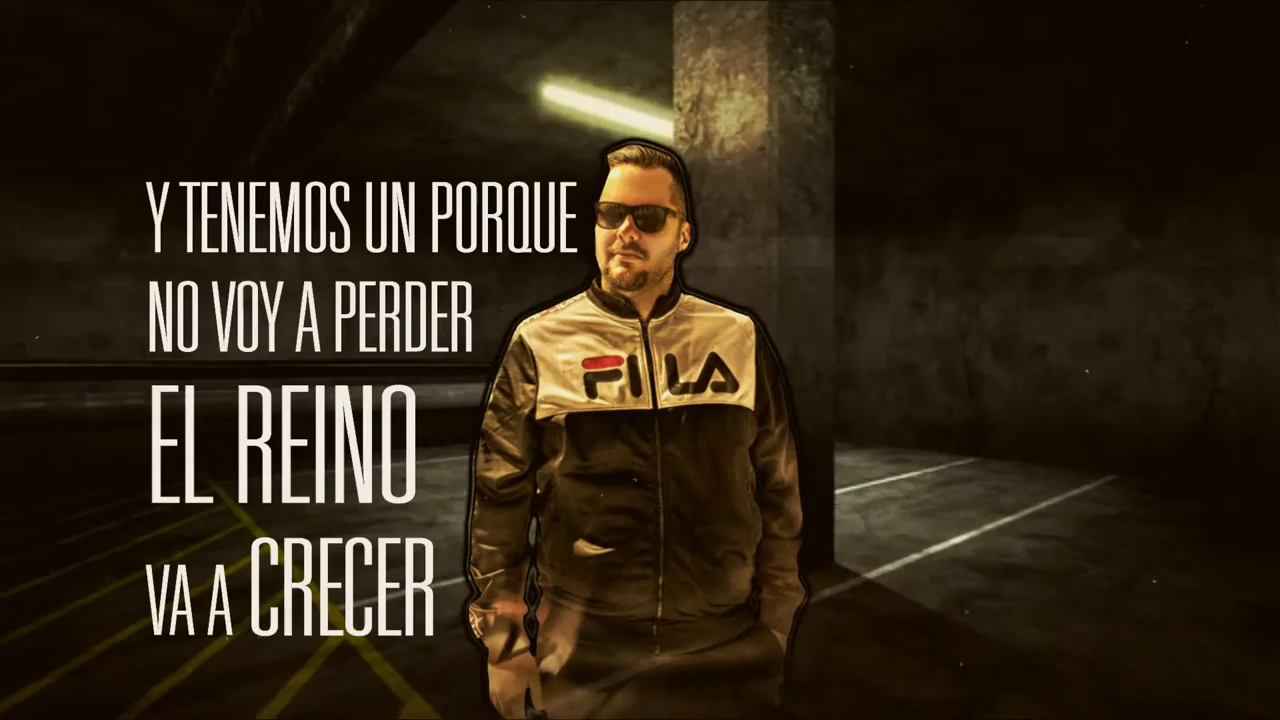 Y TENEMOS UN PORQUE
NO VOY A PERDER
EL REINO
VA A CRECER
FILA